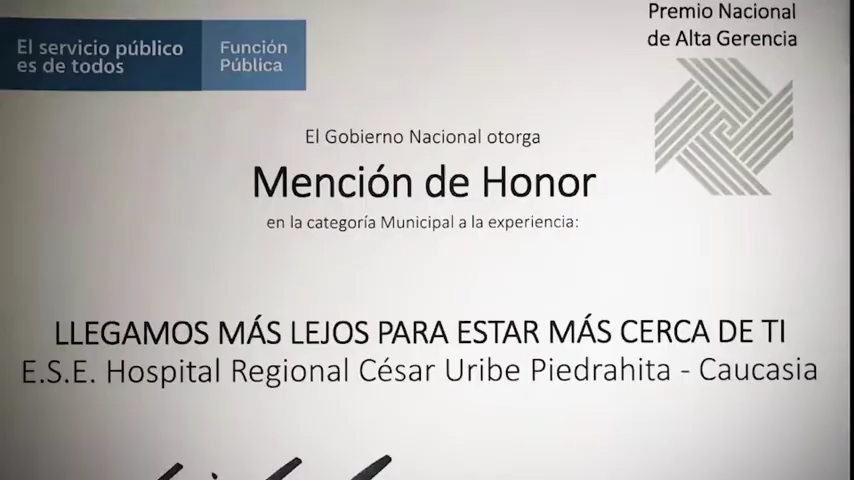 El servicio público
es de todos
Función
Pública
Premio Nacional
de Alta Gerencia
El Gobierno Nacional otorga
Mención de Honor
en la categoría Municipal a la experiencia:
LLEGAMOS MÁS LEJOS PARA ESTAR MÁS CERCA DE TI
E.S.E. Hospital Regional César Uribe Piedrahita - Caucasia